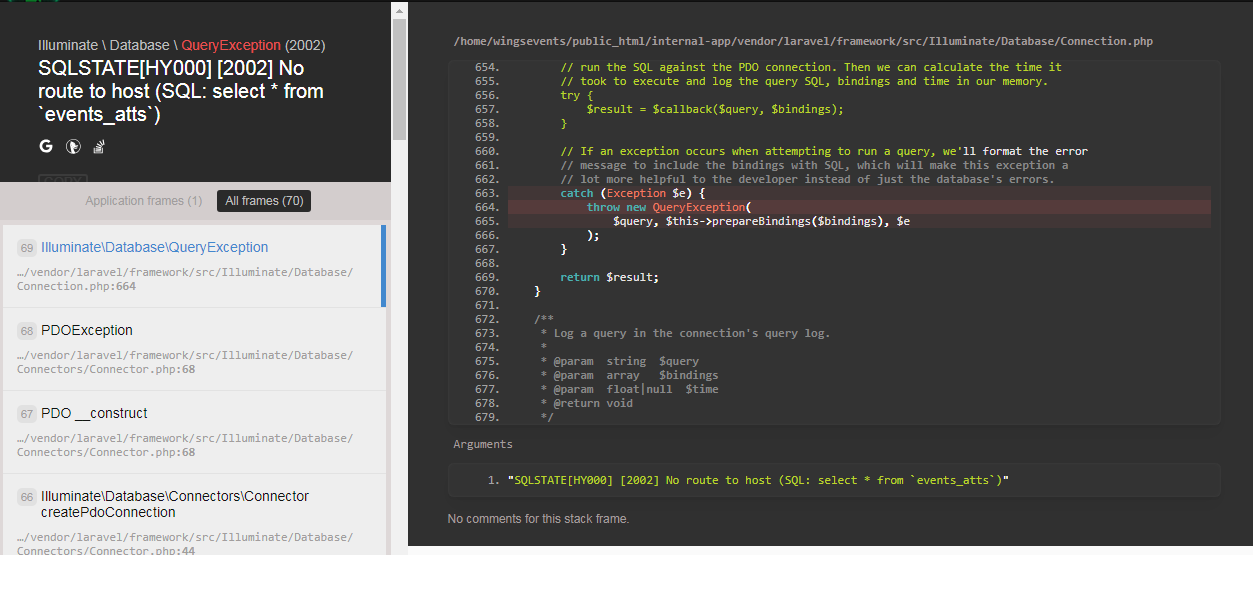 Illuminate \ Database \ QueryException (2002)
SQLSTATE[HY000] [2002] No
route to host (SQL: select * from
`events_atts`)
COPY
Application frames (1)
All frames (70)
69 Illuminate\Database\QueryException
…/vendor/laravel/framework/src/Illuminate/Database/
Connection.php:664
68 PDOException
…/vendor/laravel/framework/src/Illuminate/Database/
Connectors/Connector.php:68
67 PDO __construct
…/vendor/laravel/framework/src/Illuminate/Database/
Connectors/Connector.php:68
66 Illuminate\Database\Connectors\Connector
createPdoConnection
…/vendor/laravel/framework/src/Illuminate/Database/
Connectors/Connector.php:44
/home/wingsevents/public_html/internal-app/vendor/laravel/framework/src/Illuminate/Database/Connection.php
654. // run the SQL against the PDO connection. Then we can calculate the time it
655. // took to execute and log the query SQL, bindings and time in our memory.
656. try {
657. $result = $callback($query, $bindings);
658. }
659.
660. // If an exception occurs when attempting to run a query, we'll format the error
661. // message to include the bindings with SQL, which will make this exception a
662. // lot more helpful to the developer instead of just the database's errors.
663. catch (Exception $e) {
664. throw new QueryException(
665. $query, $this->prepareBindings($bindings), $e
666. );
667. }
668.
669. return $result;
670. }
671.
672. /**
673. * Log a query in the connection's query log.
674. *
675. * @param  string  $query
676. * @param  array   $bindings
677. * @param  float|null  $time
678. * @return void
679. */
Arguments
1. "SQLSTATE[HY000] [2002] No route to host (SQL: select * from `events_atts`)"
No comments for this stack frame.